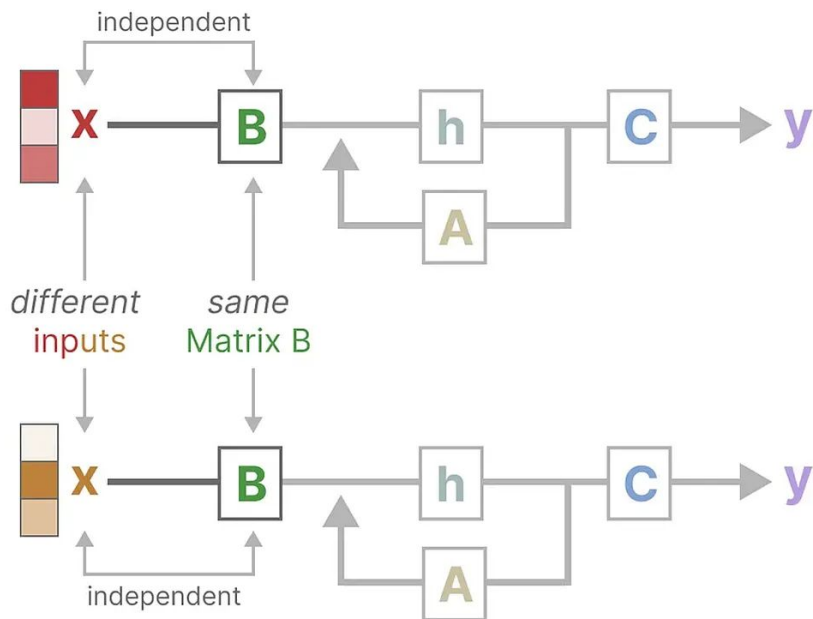 independent
x B h C y
A
different same
inputs Matrix B
x B h C y
A
independent